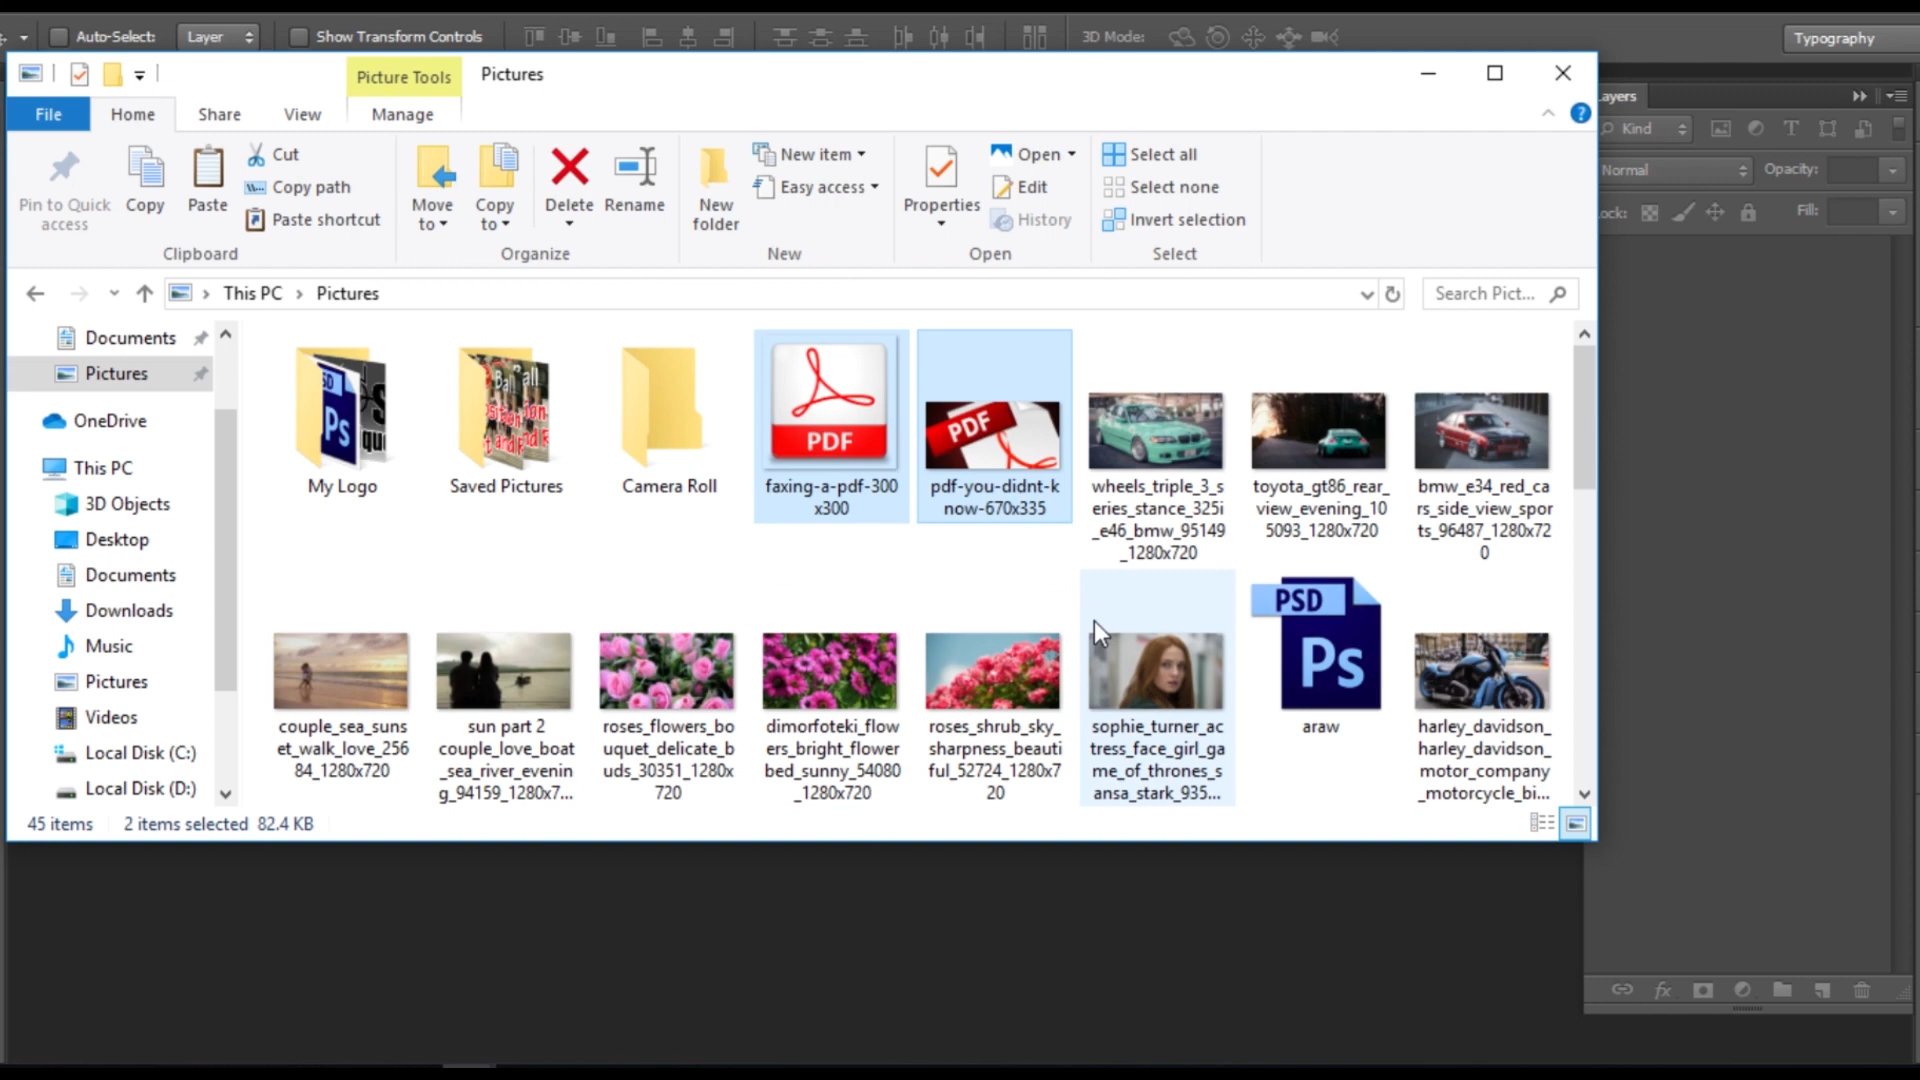 Auto-Select: Layer Show Transform Controls 3D Mode: Typography
Picture Tools Pictures
File Home Share View Manage
Layers
Kind
Normal Opacity:
Lock: Fill:
Pin to Quick access
Copy
Paste
Cut
Copy path
Paste shortcut
Clipboard
Move to
Copy to
Delete
Rename
Organize
New folder
New item
Easy access
New
Properties
Open
Edit
History
Open
Select all
Select none
Invert selection
Select
This PC Pictures Search Pict...
Documents
Pictures
OneDrive
This PC
3D Objects
Desktop
Documents
Downloads
Music
Pictures
Videos
Local Disk (C:)
Local Disk (D:)
My Logo
Saved Pictures
Camera Roll
PDF
faxing-a-pdf-300
x300
PDF
pdf-you-didnt-k
now-670x335
wheels_triple_3_s
eries_stance_325i
_e46_bmw_95149
_1280x720
toyota_gt86_rear_
view_evening_10
5093_1280x720
bmw_e34_red_ca
rs_side_view_spor
ts_96487_1280x72
0
couple_sea_suns
et_walk_love_256
84_1280x720
sun part 2
couple_love_boat
_sea_river_evenin
g_94159_1280x7...
roses_flowers_bo
uquet_delicate_b
uds_30351_1280x
720
dimorfoteki_flow
ers_bright_flower
bed_sunny_54080
_1280x720
roses_shrub_sky_
sharpness_beauti
ful_52724_1280x7
20
sophie_turner_ac
tress_face_girl_ga
me_of_thrones_s
ansa_stark_935...
PSD
Ps
araw
harley_davidson_
harley_davidson_
motor_company
_motorcycle_bi...
45 items 2 items selected 82.4 KB